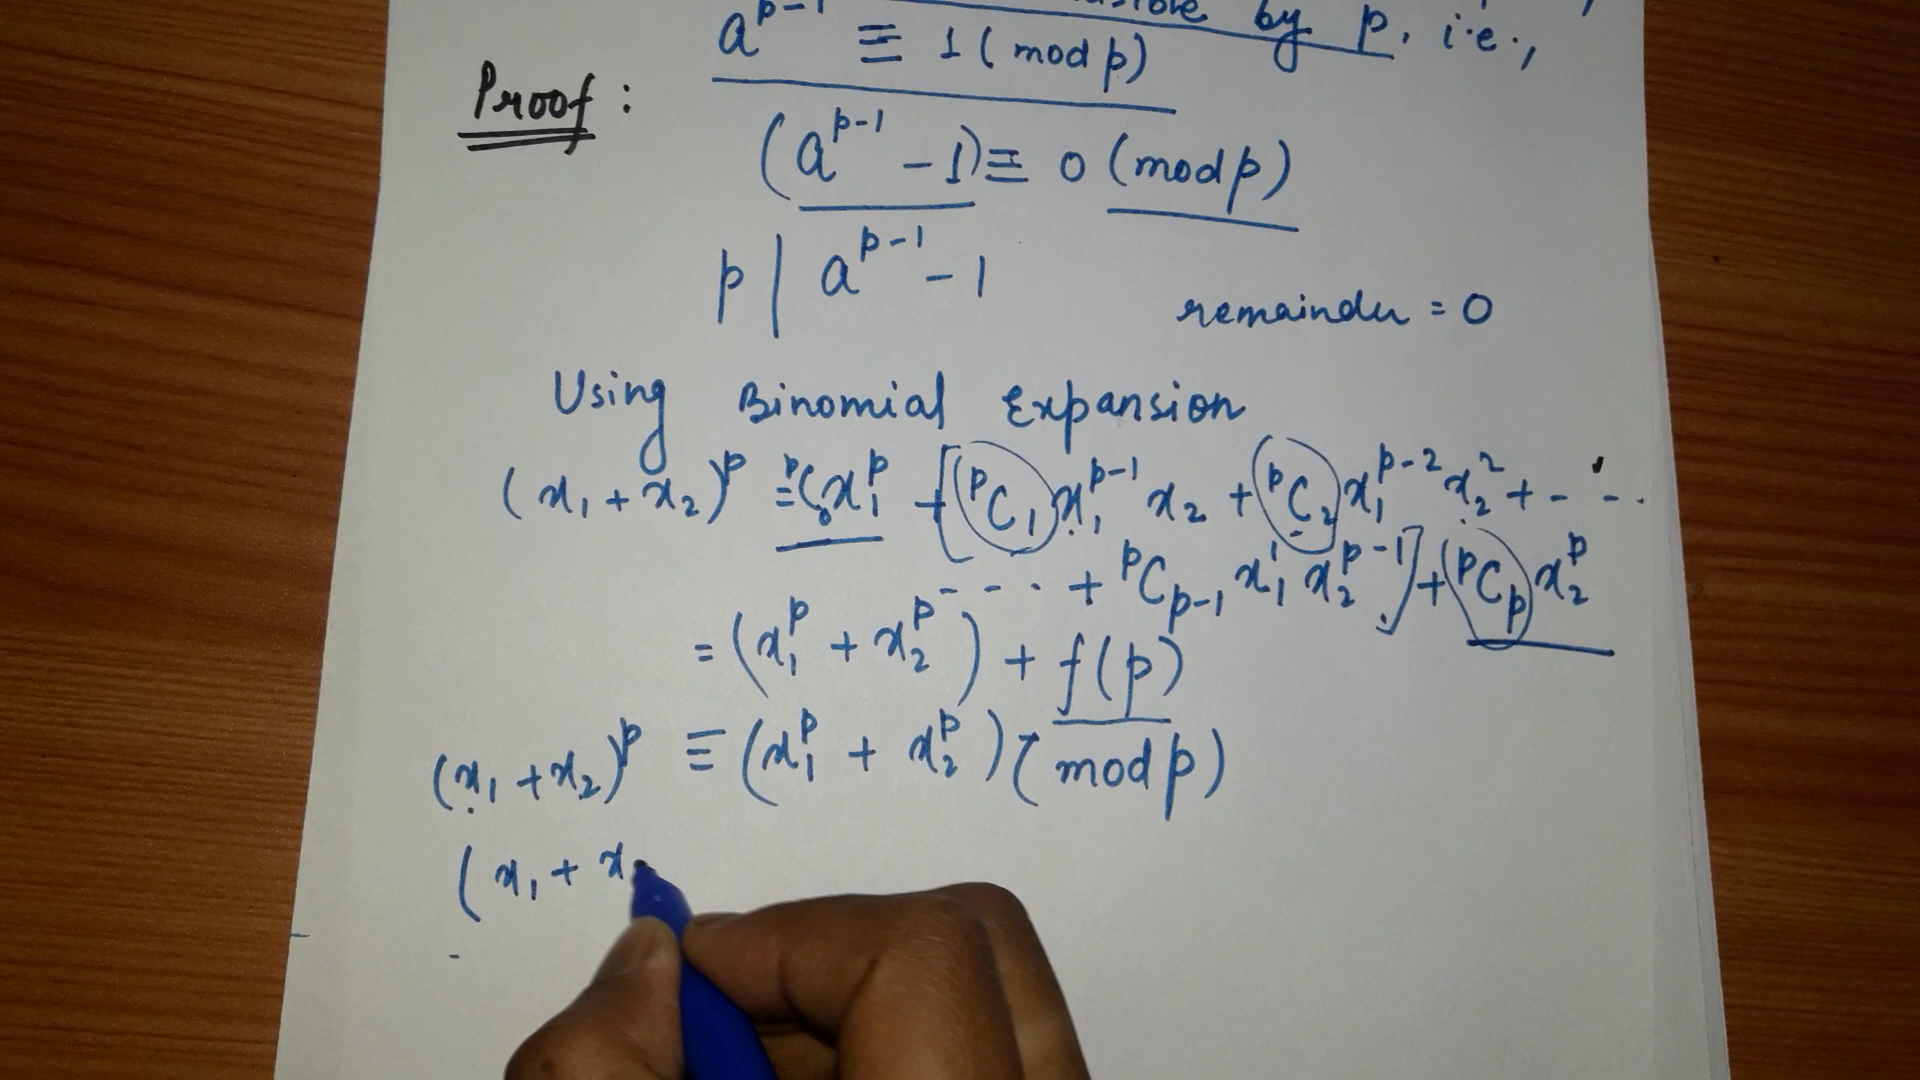 by p. i.e.,
a^{p-1} ≡ 1 (mod p)
Proof :
(a^{p-1} - 1) ≡ 0 (mod p)
p | a^{p-1} - 1
remainder = 0
Using Binomial Expansion
(x₁ + x₂)^p = ^pC₀ x₁^p + [^pC₁ x₁^{p-1} x₂ + ^pC₂ x₁^{p-2} x₂² + - - ..
- - .. + ^pC_{p-1} x₁¹ x₂^{p-1}] + (^pC_p) x₂^p
= (x₁^p + x₂^p) + f(p)
(x₁ + x₂)^p ≡ (x₁^p + x₂^p) (mod p)
(x₁ + x